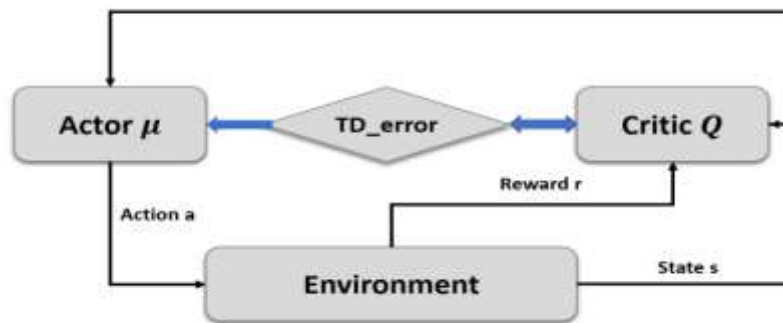 Actor μ
TD_error
Critic Q
Reward r
Action a
Environment
State s